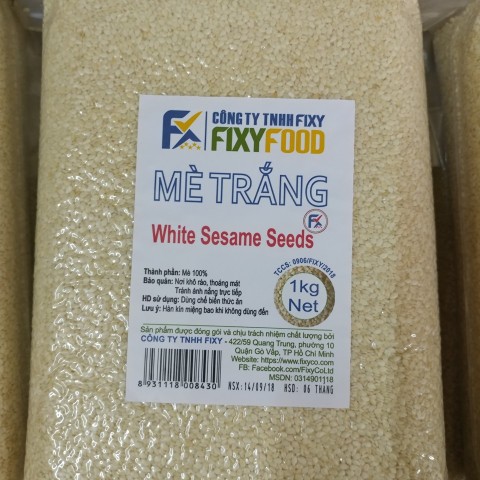 CÔNG TY TNHH FIXY
FIXYFOOD
MÈ TRẮNG
White Sesame Seeds
FX
TCCS: 0906/FIXY/2018
1kg
Net
Thành phần: Mè 100%
Bảo quản: Nơi khô ráo, thoáng mát
Tránh ánh nắng trực tiếp
HD sử dụng: Dùng chế biến thức ăn
Lưu ý: Hàn kín miệng bao khi không dùng đến
Sản phẩm được đóng gói và chịu trách nhiệm chất lượng bởi
CÔNG TY TNHH FIXY - 422/59 Quang Trung, phường 10
Quận Gò Vấp, TP Hồ Chí Minh
Website: https://www.fixyco.com
FB: Facebook.com/FixyCoLtd
MSDN: 0314901118
8 931118 008430
NSX:14/09/18 HSD: 06 THANG